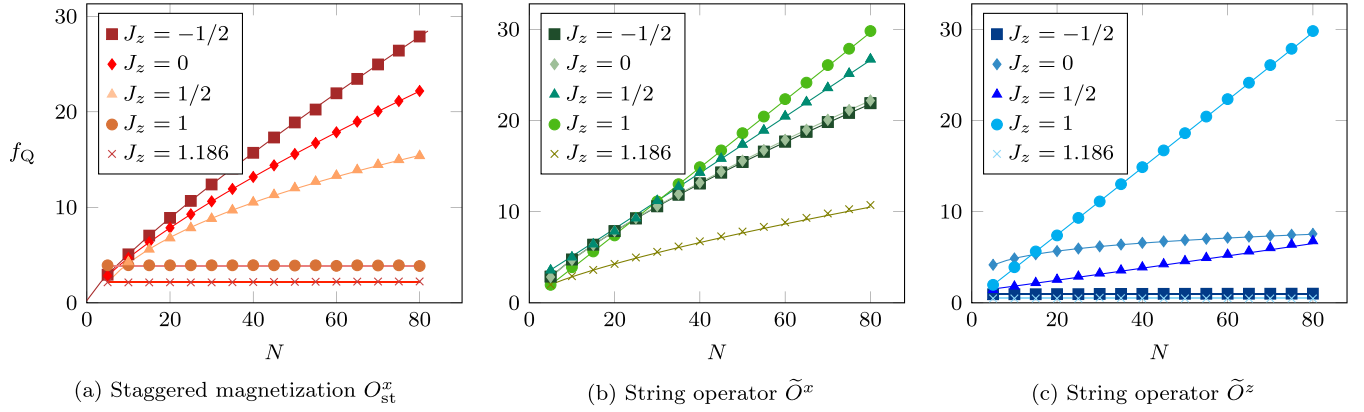 30
20
10
0
f_Q
J_z = −1/2
J_z = 0
J_z = 1/2
J_z = 1
J_z = 1.186
0 20 40 60 80
N
(a) Staggered magnetization O^x_st
30
20
10
0
J_z = −1/2
J_z = 0
J_z = 1/2
J_z = 1
J_z = 1.186
0 20 40 60 80
N
(b) String operator Õ^x
30
20
10
0
J_z = −1/2
J_z = 0
J_z = 1/2
J_z = 1
J_z = 1.186
0 20 40 60 80
N
(c) String operator Õ^z